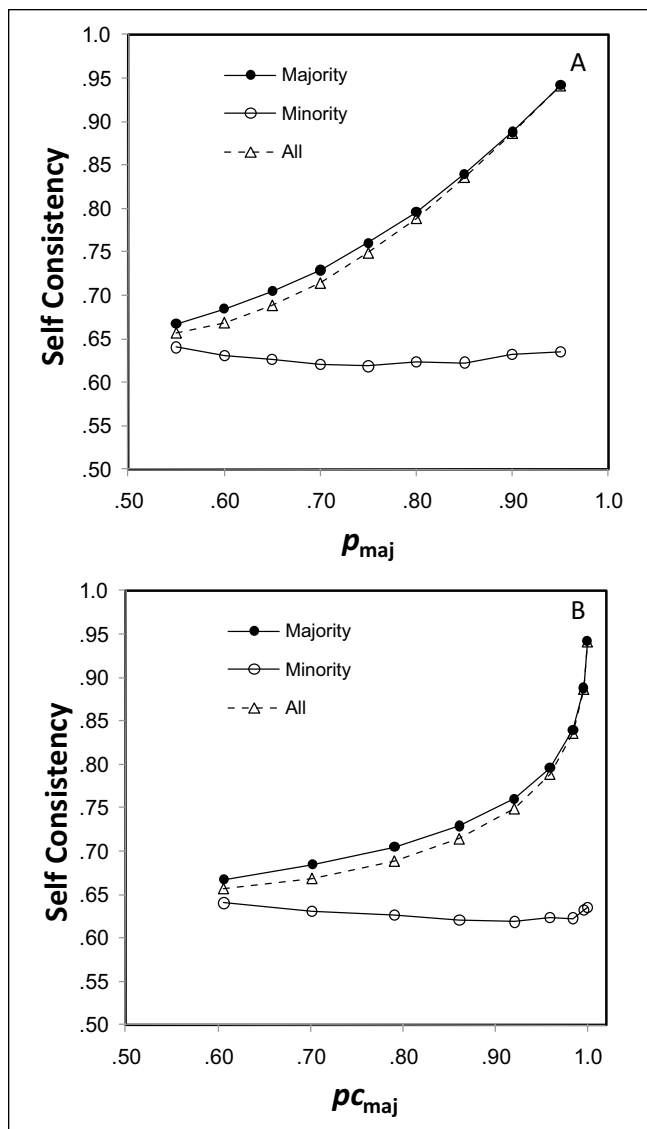 1.0
A
.95
Majority
.90
Minority
.85
All
.80
.75
.70
.65
.60
.55
.50
Self Consistency
.50 .60 .70 .80 .90 1.0
pmaj
1.0
B
.95
Majority
.90
Minority
.85
All
.80
.75
.70
.65
.60
.55
.50
Self Consistency
.50 .60 .70 .80 .90 1.0
pcmaj